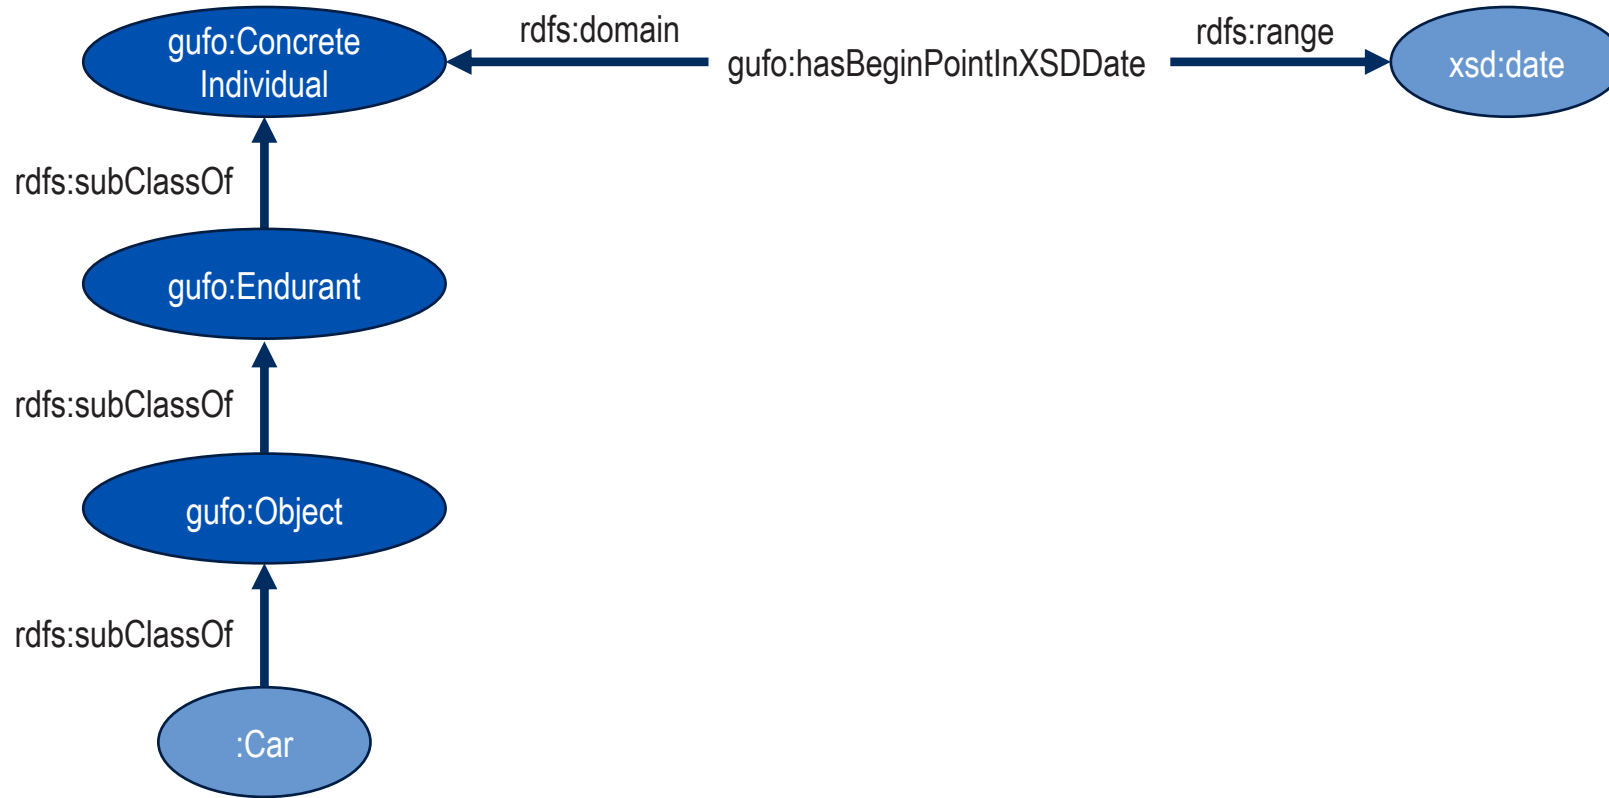 gufo:Concrete
Individual
rdfs:domain
gufo:hasBeginPointInXSDDate
rdfs:range
xsd:date
rdfs:subClassOf
gufo:Endurant
rdfs:subClassOf
gufo:Object
rdfs:subClassOf
:Car